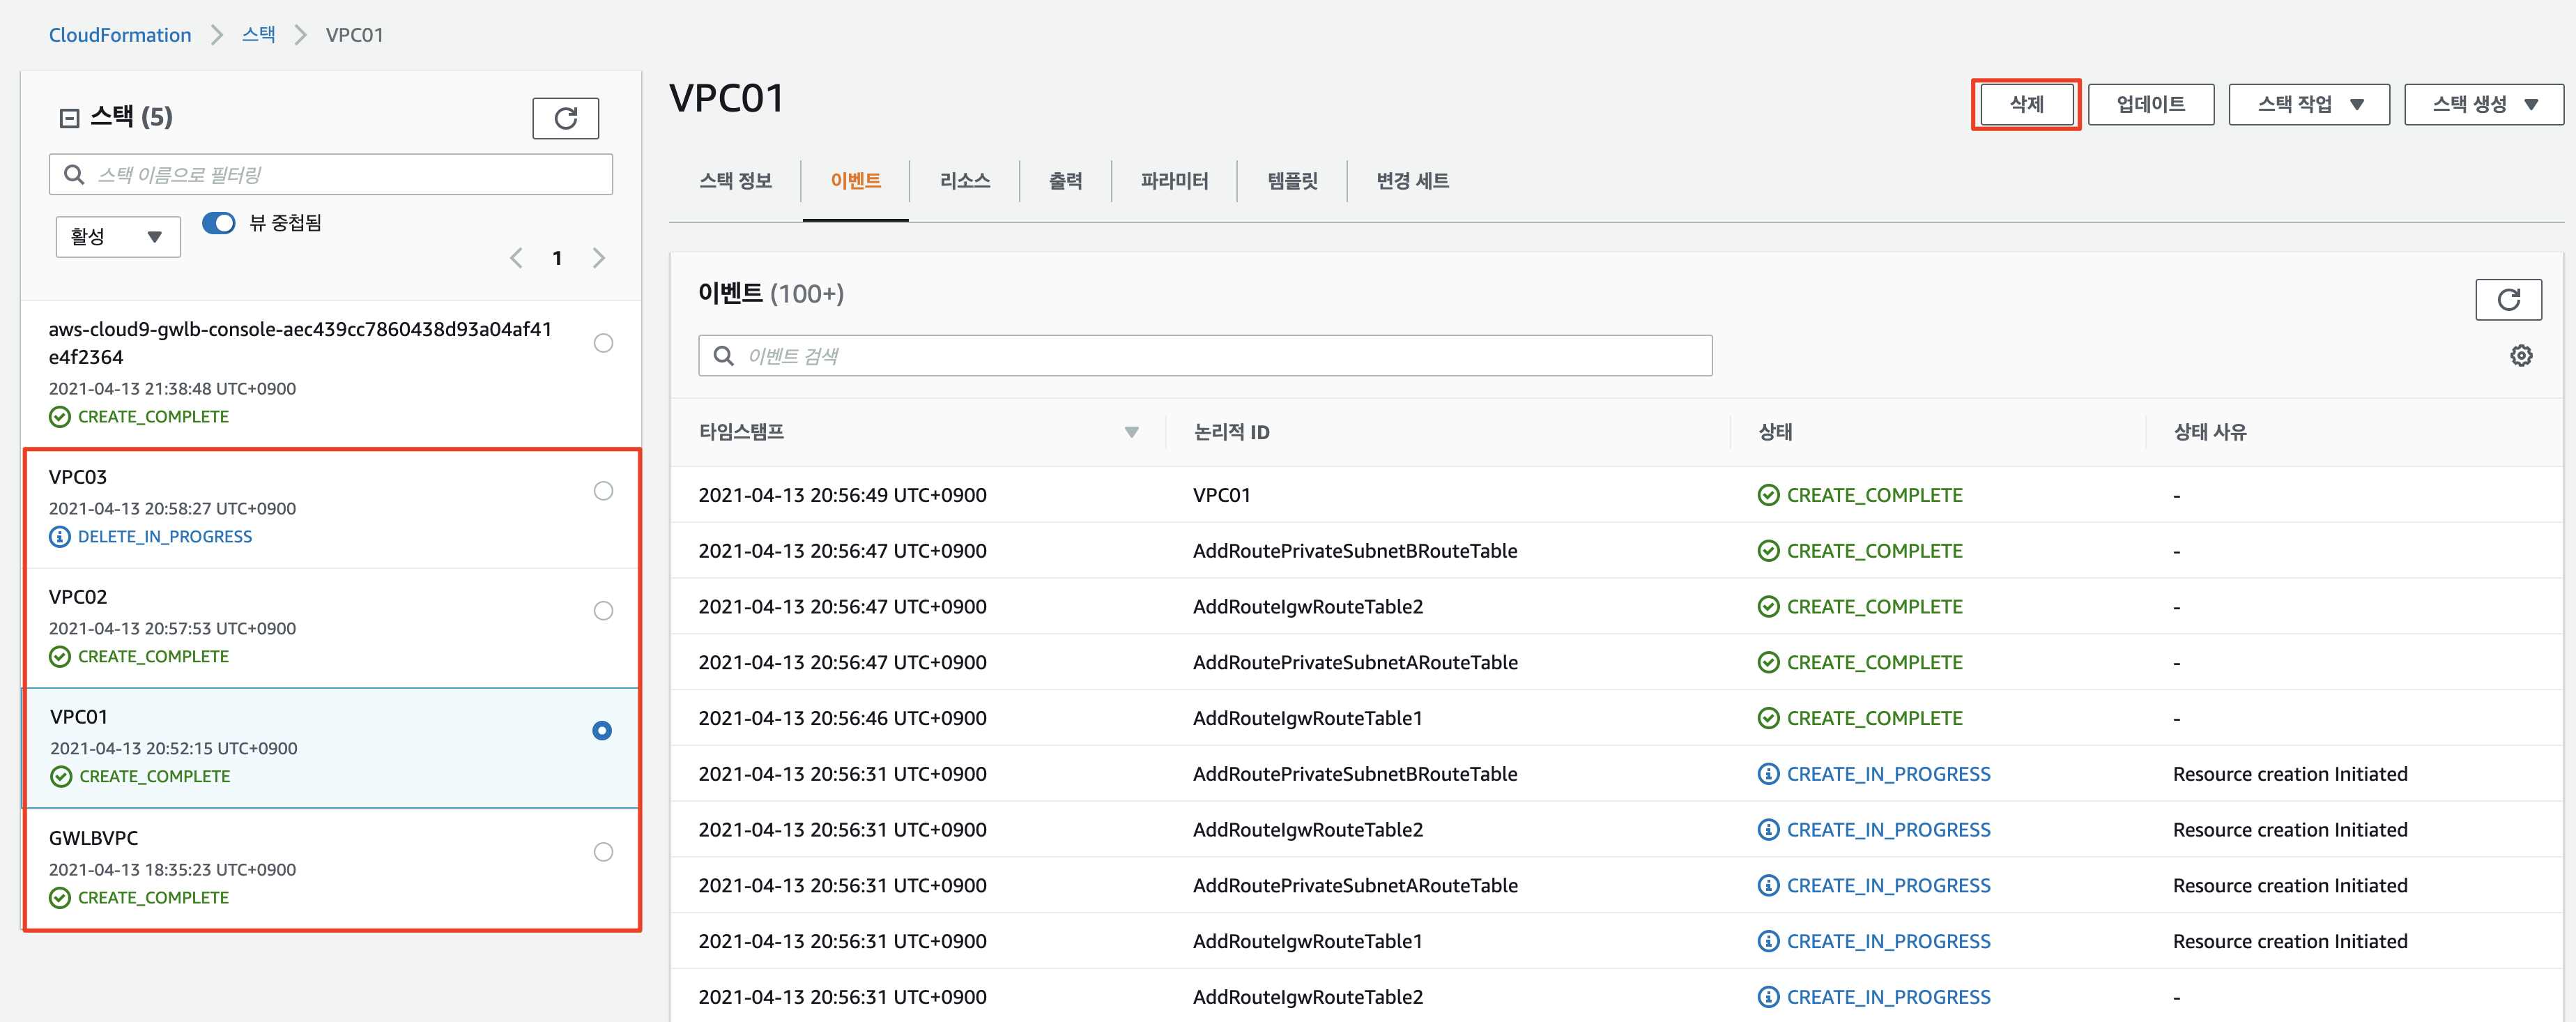 CloudFormation > 스택 > VPC01
스택 (5)
스택 이름으로 필터링
활성
뷰 중첩됨
1
aws-cloud9-gwlb-console-aec439cc7860438d93a04af41
e4f2364
2021-04-13 21:38:48 UTC+0900
CREATE_COMPLETE
VPC03
2021-04-13 20:58:27 UTC+0900
DELETE_IN_PROGRESS
VPC02
2021-04-13 20:57:53 UTC+0900
CREATE_COMPLETE
VPC01
2021-04-13 20:52:15 UTC+0900
CREATE_COMPLETE
GWLBVPC
2021-04-13 18:35:23 UTC+0900
CREATE_COMPLETE
VPC01
삭제 업데이트 스택 작업 스택 생성
스택 정보 이벤트 리소스 출력 파라미터 템플릿 변경 세트
이벤트 (100+)
이벤트 검색
타임스탬프 논리적 ID 상태 상태 사유
2021-04-13 20:56:49 UTC+0900 VPC01 CREATE_COMPLETE -
2021-04-13 20:56:47 UTC+0900 AddRoutePrivateSubnetBRouteTable CREATE_COMPLETE -
2021-04-13 20:56:47 UTC+0900 AddRouteIgwRouteTable2 CREATE_COMPLETE -
2021-04-13 20:56:47 UTC+0900 AddRoutePrivateSubnetARouteTable CREATE_COMPLETE -
2021-04-13 20:56:46 UTC+0900 AddRouteIgwRouteTable1 CREATE_COMPLETE -
2021-04-13 20:56:31 UTC+0900 AddRoutePrivateSubnetBRouteTable CREATE_IN_PROGRESS Resource creation Initiated
2021-04-13 20:56:31 UTC+0900 AddRouteIgwRouteTable2 CREATE_IN_PROGRESS Resource creation Initiated
2021-04-13 20:56:31 UTC+0900 AddRoutePrivateSubnetARouteTable CREATE_IN_PROGRESS Resource creation Initiated
2021-04-13 20:56:31 UTC+0900 AddRouteIgwRouteTable1 CREATE_IN_PROGRESS Resource creation Initiated
2021-04-13 20:56:31 UTC+0900 AddRouteIgwRouteTable2 CREATE_IN_PROGRESS -